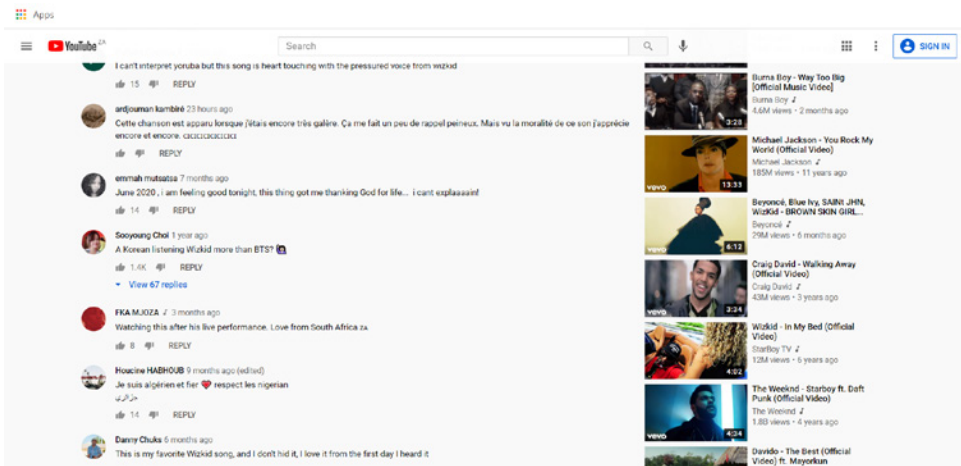 Apps
YouTube ZA
Search
SIGN IN
I can't interpret yoruba but this song is heart touching with the pressured voice from wizkid
15 REPLY
ardjouman kambiré 23 hours ago
Cette chanson est apparu lorsque j'étais encore très galère. Ça me fait un peu de rappel peineux. Mais vu la moralité de ce son j'apprécie
encore et encore.
REPLY
emmah mutsatsa 7 months ago
June 2020 , i am feeling good tonight, this thing got me thanking God for life... i cant explaaaain!
14 REPLY
Sooyoung Choi 1 year ago
A Korean listening Wizkid more than BTS?
1.4K REPLY
View 67 replies
FKA MJOZA 3 months ago
Watching this after his live performance. Love from South Africa ZA
8 REPLY
Houcine HABHOUB 9 months ago (edited)
Je suis algérien et fier respect les nigerian
جزائري
14 REPLY
Danny Chuks 6 months ago
This is my favorite Wizkid song, and I don't hid it, I love it from the first day I heard it
Burna Boy - Way Too Big
[Official Music Video]
Burna Boy
4.6M views • 2 months ago
3:28
Michael Jackson - You Rock My
World (Official Video)
Michael Jackson
185M views • 11 years ago
vevo 13:33
Beyoncé, Blue Ivy, SAINt JHN,
WizKid - BROWN SKIN GIRL...
Beyoncé
29M views • 6 months ago
vevo 6:12
Craig David - Walking Away
(Official Video)
Craig David
43M views • 3 years ago
vevo 3:24
Wizkid - In My Bed (Official
Video)
StarBoy TV
12M views • 5 years ago
4:02
The Weeknd - Starboy ft. Daft
Punk (Official Video)
The Weeknd
1.8B views • 4 years ago
vevo 4:34
Davido - The Best (Official
Video) ft. Mayorkun